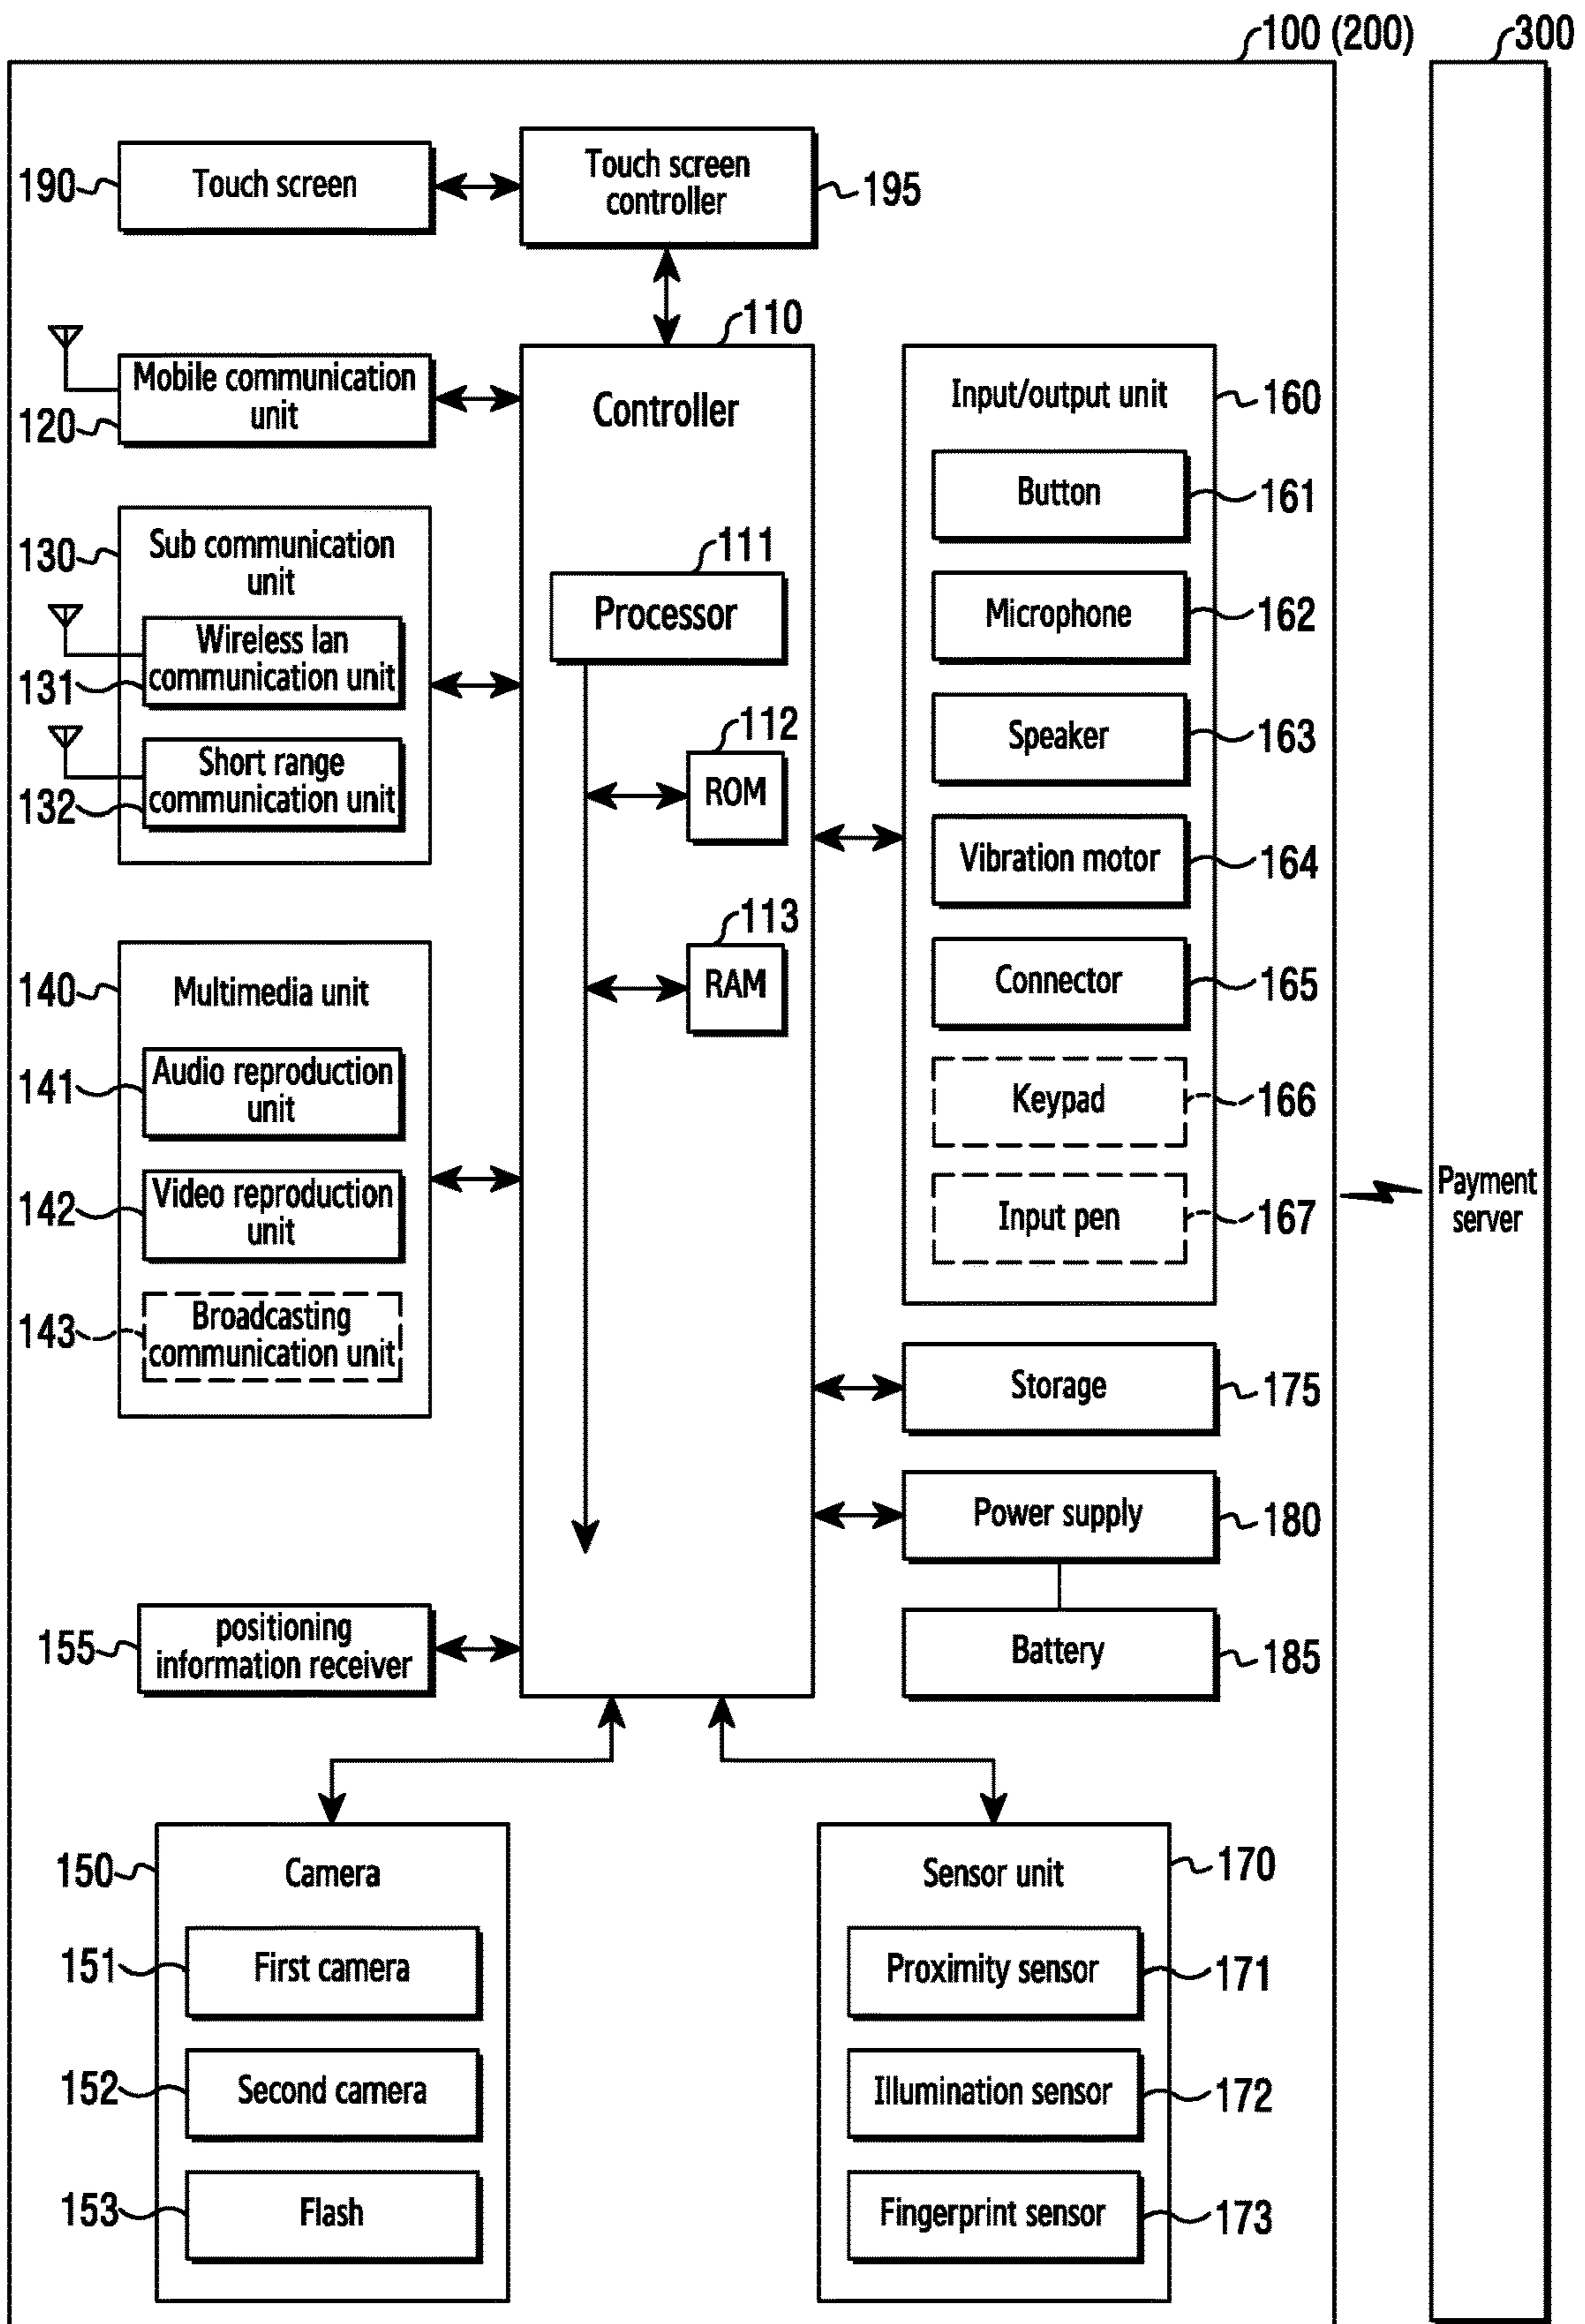 100 (200)
300
190
Touch screen
Touch screen
controller
195
110
Mobile communication
unit
120
Controller
Input/output unit
160
Button
161
130
Sub communication
unit
111
Processor
Microphone
162
Wireless lan
communication unit
131
Speaker
163
112
ROM
Short range
communication unit
132
Vibration motor
164
113
RAM
Connector
165
140
Multimedia unit
141
Audio reproduction
unit
Keypad
166
142
Video reproduction
unit
Input pen
167
Payment
server
143
Broadcasting
communication unit
Storage
175
Power supply
180
155
positioning
information receiver
Battery
185
150
Camera
Sensor unit
170
151
First camera
Proximity sensor
171
152
Second camera
Illumination sensor
172
153
Flash
Fingerprint sensor
173